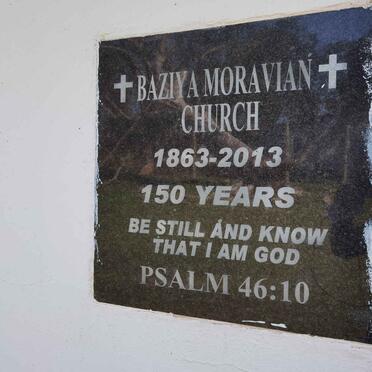 BAZIYA MORAVIAN
CHURCH
1863-2013
150 YEARS
BE STILL AND KNOW
THAT I AM GOD
PSALM 46:10